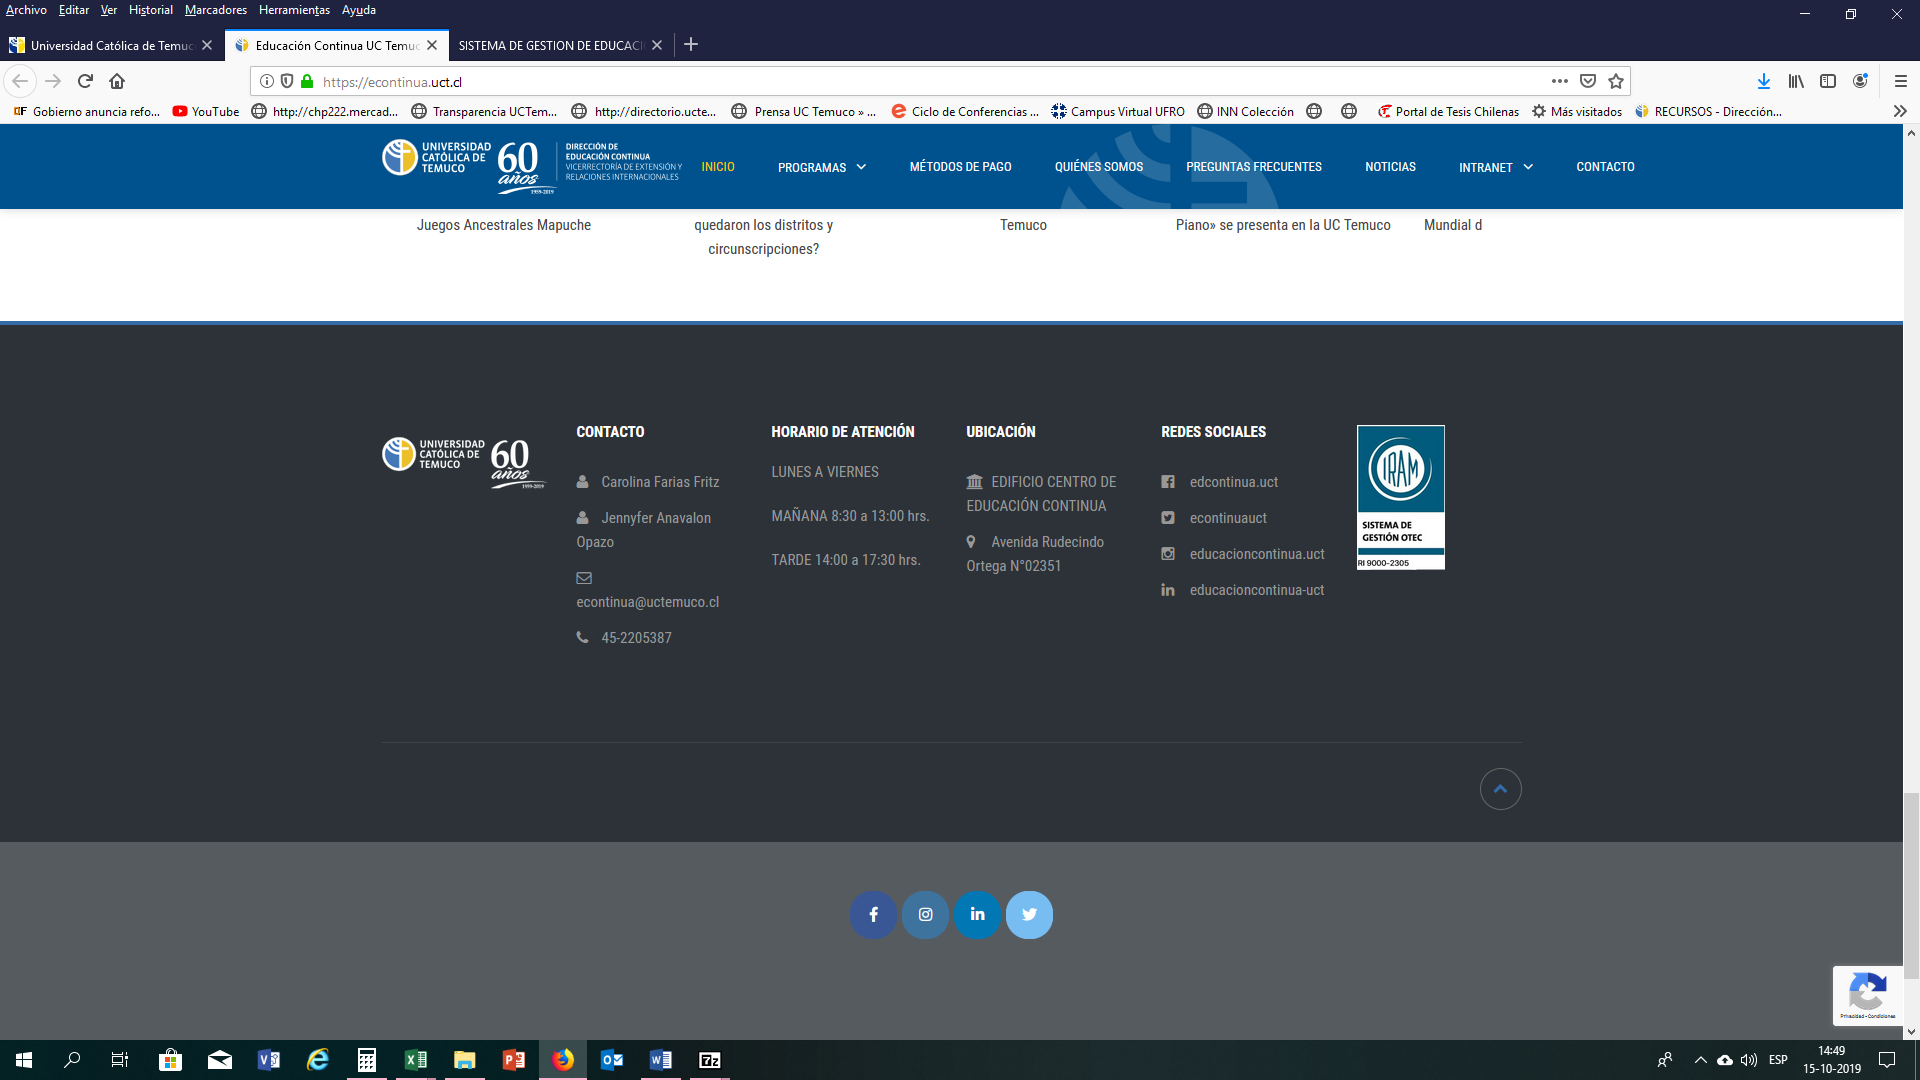 Archivo Editar Ver Historial Marcadores Herramientas Ayuda
Universidad Católica de Temuc
Educación Continua UC Temuc
SISTEMA DE GESTION DE EDUCACI
https://econtinua.uct.cl
Gobierno anuncia refo...
YouTube
http://chp222.mercad...
Transparencia UCTem...
http://directorio.ucte...
Prensa UC Temuco » ...
Ciclo de Conferencias ...
Campus Virtual UFRO
INN Colección
Portal de Tesis Chilenas
Más visitados
RECURSOS - Dirección...
UNIVERSIDAD
CATÓLICA DE
TEMUCO
60
años
1959-2019
DIRECCIÓN DE
EDUCACIÓN CONTINUA
VICERRECTORÍA DE EXTENSIÓN Y
RELACIONES INTERNACIONALES
INICIO
PROGRAMAS
MÉTODOS DE PAGO
QUIÉNES SOMOS
PREGUNTAS FRECUENTES
NOTICIAS
INTRANET
CONTACTO
Juegos Ancestrales Mapuche
quedaron los distritos y
circunscripciones?
Temuco
Piano» se presenta en la UC Temuco
Mundial d
UNIVERSIDAD
CATÓLICA DE
TEMUCO
60
años
1959-2019
CONTACTO
Carolina Farias Fritz
Jennyfer Anavalon
Opazo
econtinua@uctemuco.cl
45-2205387
HORARIO DE ATENCIÓN
LUNES A VIERNES
MAÑANA 8:30 a 13:00 hrs.
TARDE 14:00 a 17:30 hrs.
UBICACIÓN
EDIFICIO CENTRO DE
EDUCACIÓN CONTINUA
Avenida Rudecindo
Ortega N°02351
REDES SOCIALES
edcontinua.uct
econtinuauct
educacioncontinua.uct
educacioncontinua-uct
IRAM
SISTEMA DE
GESTIÓN OTEC
RI 9000-2305
Privacidad - Condiciones
ESP
14:49
15-10-2019